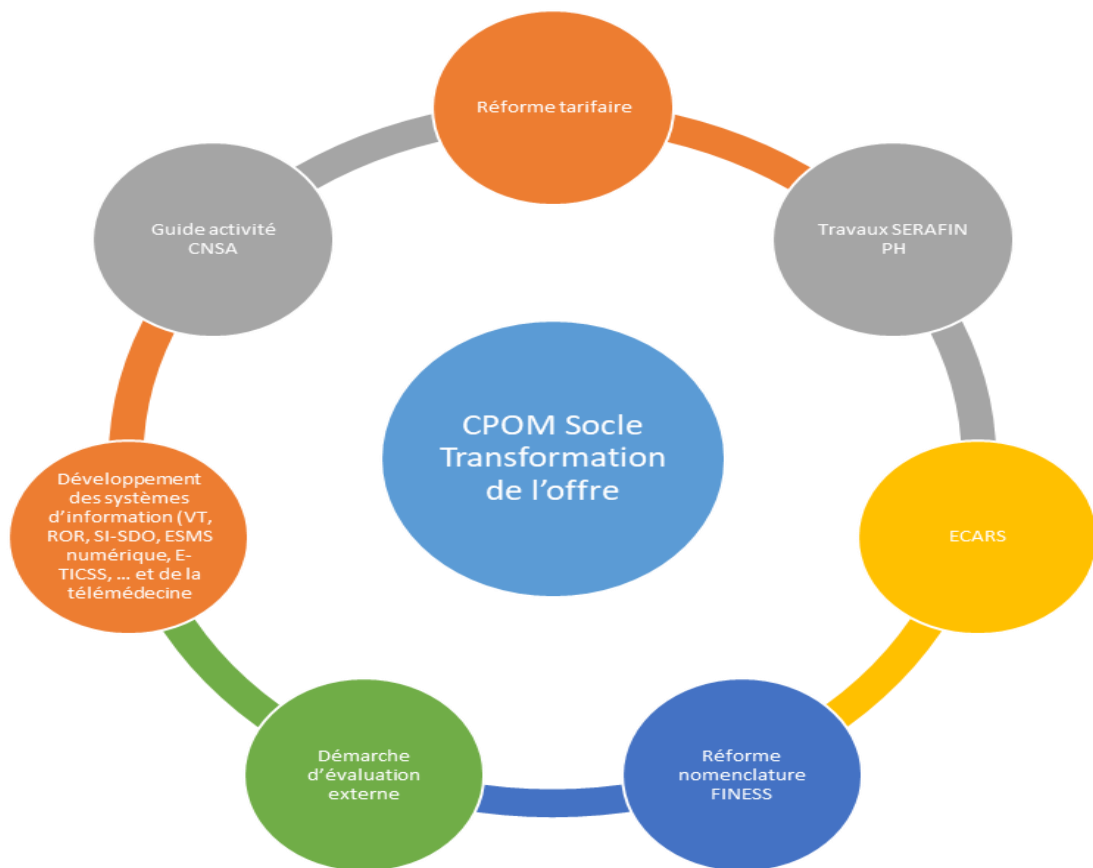 Réforme tarifaire
Travaux SERAFIN
PH
ECARS
Réforme
nomenclature
FINESS
Démarche
d’évaluation
externe
Développement
des systèmes
d’information (VT,
ROR, SI-SDO, ESMS
numérique, E-
TICSS, … et de la
télémédecine
Guide activité
CNSA
CPOM Socle
Transformation
de l’offre